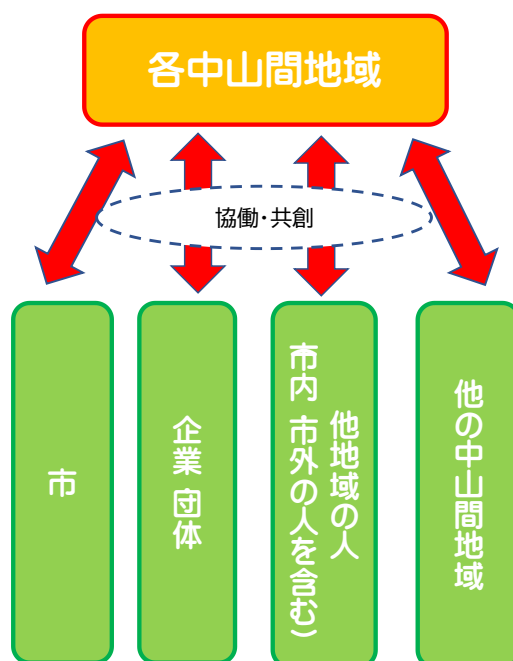 各中山間地域
協働・共創
市
企業 団体
他地域の人
市内 市外の人を含む）
他の中山間地域